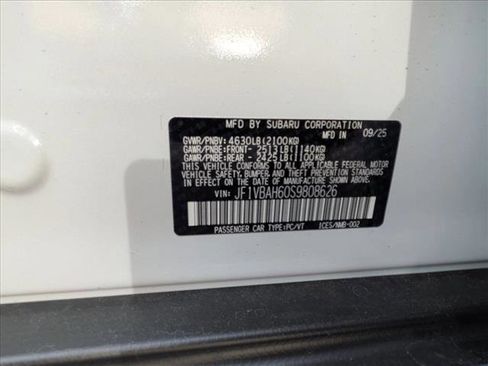 MFD BY SUBARU CORPORATION
MFD IN 09/25
GVWR/PNBV: 4630LB(2100KG)
GAWR/PNBE:FRONT- 2513LB(1140KG)
GAWR/PNBE:REAR - 2425LB(1100KG)
THIS VEHICLE CONFORMS TO ALL APPLICABLE FEDERAL MOTOR
VEHICLE SAFETY, BUMPER, AND THEFT PREVENTION STANDARDS
IN EFFECT ON THE DATE OF MANUFACTURE SHOWN ABOVE.
VIN: JF1VBAH60S9808626
PASSENGER CAR TYPE:PC/VT ICES/NMB-002